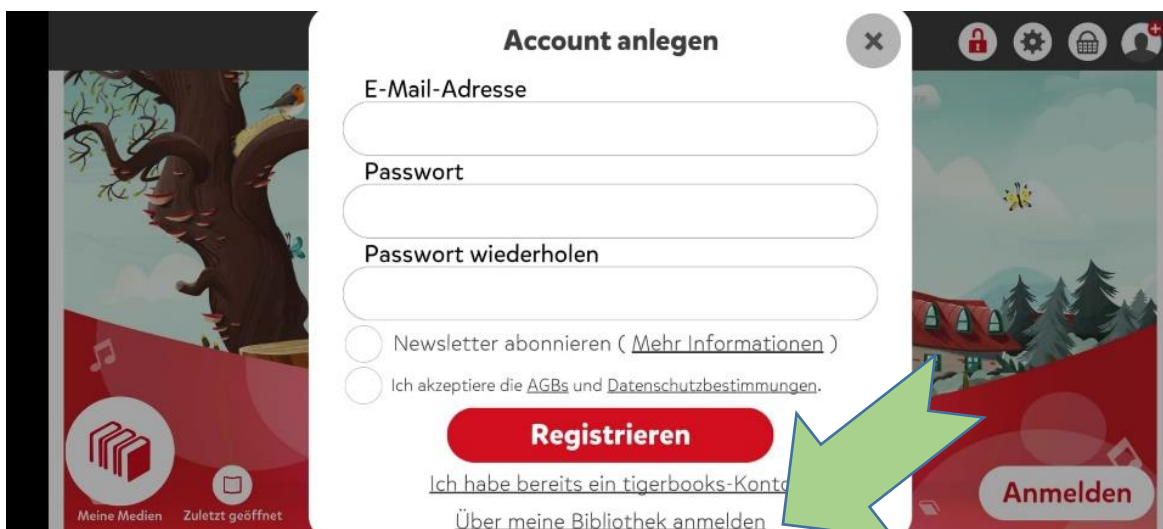 Account anlegen
E-Mail-Adresse
Passwort
Passwort wiederholen
Newsletter abonnieren ( Mehr Informationen )
Ich akzeptiere die AGBs und Datenschutzbestimmungen.
Registrieren
Ich habe bereits ein tigerbooks-Konto
Über meine Bibliothek anmelden
Meine Medien
Zuletzt geöffnet
Anmelden